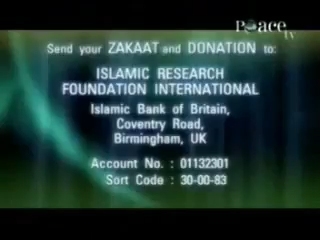 Peace tv
Send your ZAKAAT and DONATION to:
ISLAMIC RESEARCH
FOUNDATION INTERNATIONAL
Islamic Bank of Britain,
Coventry Road,
Birmingham, UK
Account No. : 01132301
Sort Code : 30-00-83